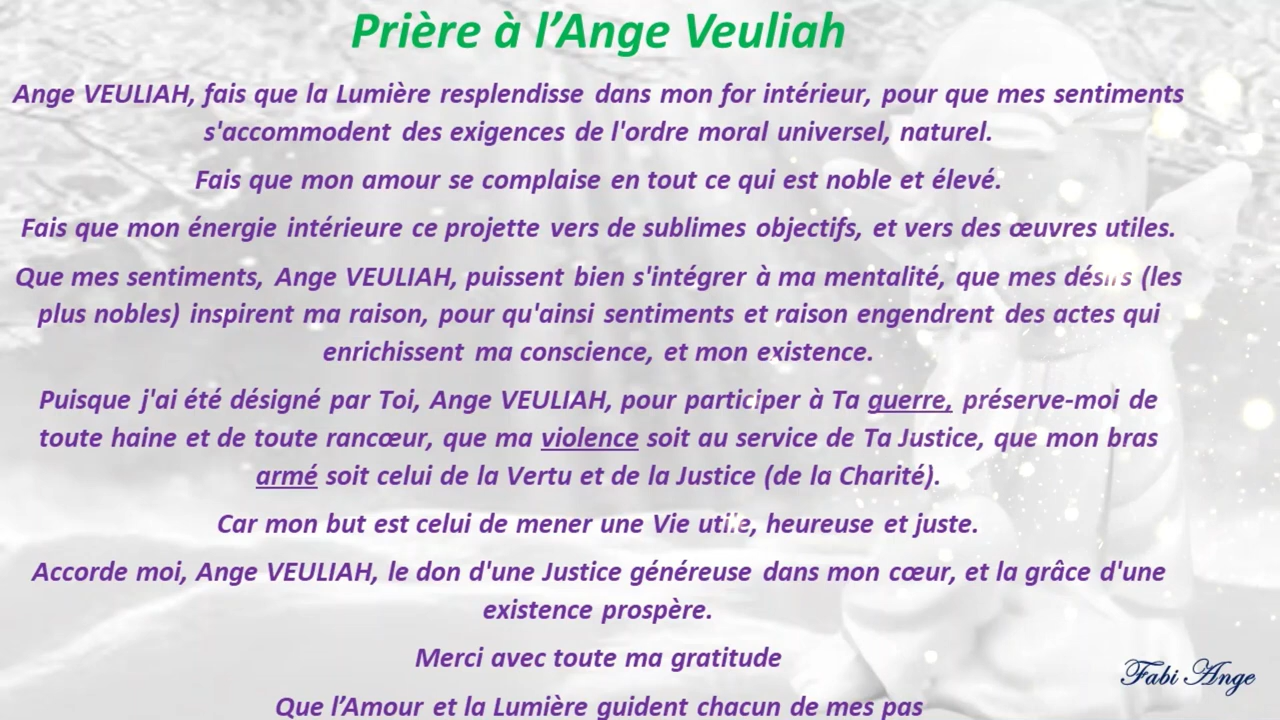 Prière à l’Ange Veuliah
Ange VEULIAH, fais que la Lumière resplendisse dans mon for intérieur, pour que mes sentiments
s'accommodent des exigences de l'ordre moral universel, naturel.
Fais que mon amour se complaise en tout ce qui est noble et élevé.
Fais que mon énergie intérieure ce projette vers de sublimes objectifs, et vers des œuvres utiles.
Que mes sentiments, Ange VEULIAH, puissent bien s'intégrer à ma mentalité, que mes désirs (les
plus nobles) inspirent ma raison, pour qu'ainsi sentiments et raison engendrent des actes qui
enrichissent ma conscience, et mon existence.
Puisque j'ai été désigné par Toi, Ange VEULIAH, pour participer à Ta guerre, préserve-moi de
toute haine et de toute rancœur, que ma violence soit au service de Ta Justice, que mon bras
armé soit celui de la Vertu et de la Justice (de la Charité).
Car mon but est celui de mener une Vie utile, heureuse et juste.
Accorde moi, Ange VEULIAH, le don d'une Justice généreuse dans mon cœur, et la grâce d'une
existence prospère.
Merci avec toute ma gratitude
Que l’Amour et la Lumière guident chacun de mes pas
Fabi Ange